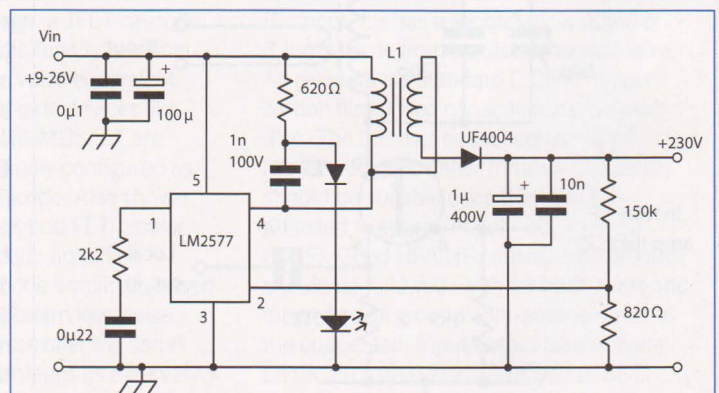 Vin
L1
+9-26V
0µ1
+
100µ
620Ω
1n
100V
UF4004
+230V
1µ
400V
+
10n
150k
5
1
LM2577
4
2k2
2
3
0µ22
820Ω